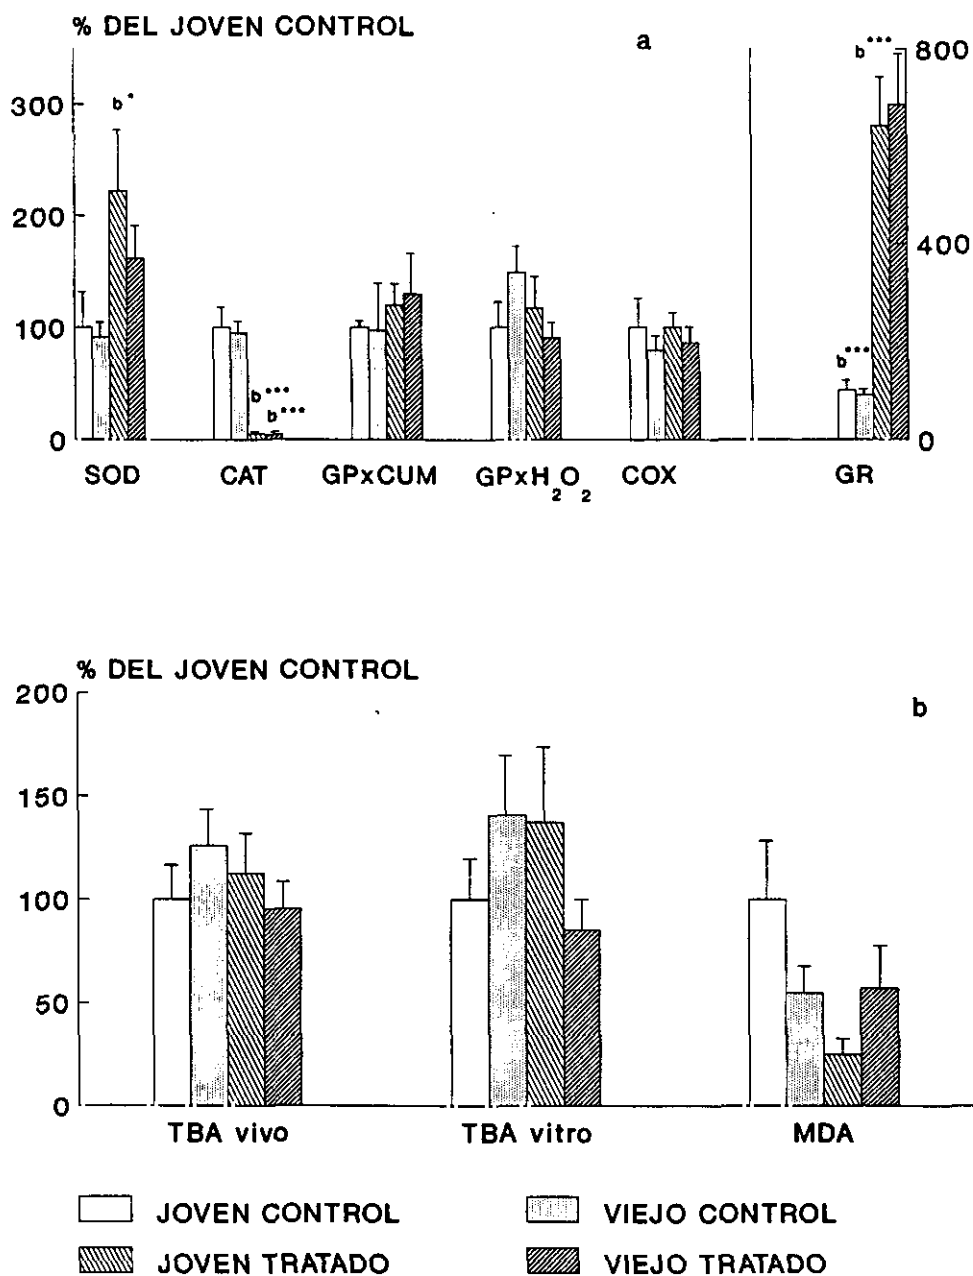 % DEL JOVEN CONTROL
a
b***
800
300
b*
200
400
100
b***
b***
b***
0
0
SOD CAT GPxCUM GPxH2O2 COX GR
% DEL JOVEN CONTROL
b
200
150
100
50
0
TBA vivo TBA vitro MDA
JOVEN CONTROL VIEJO CONTROL
JOVEN TRATADO VIEJO TRATADO